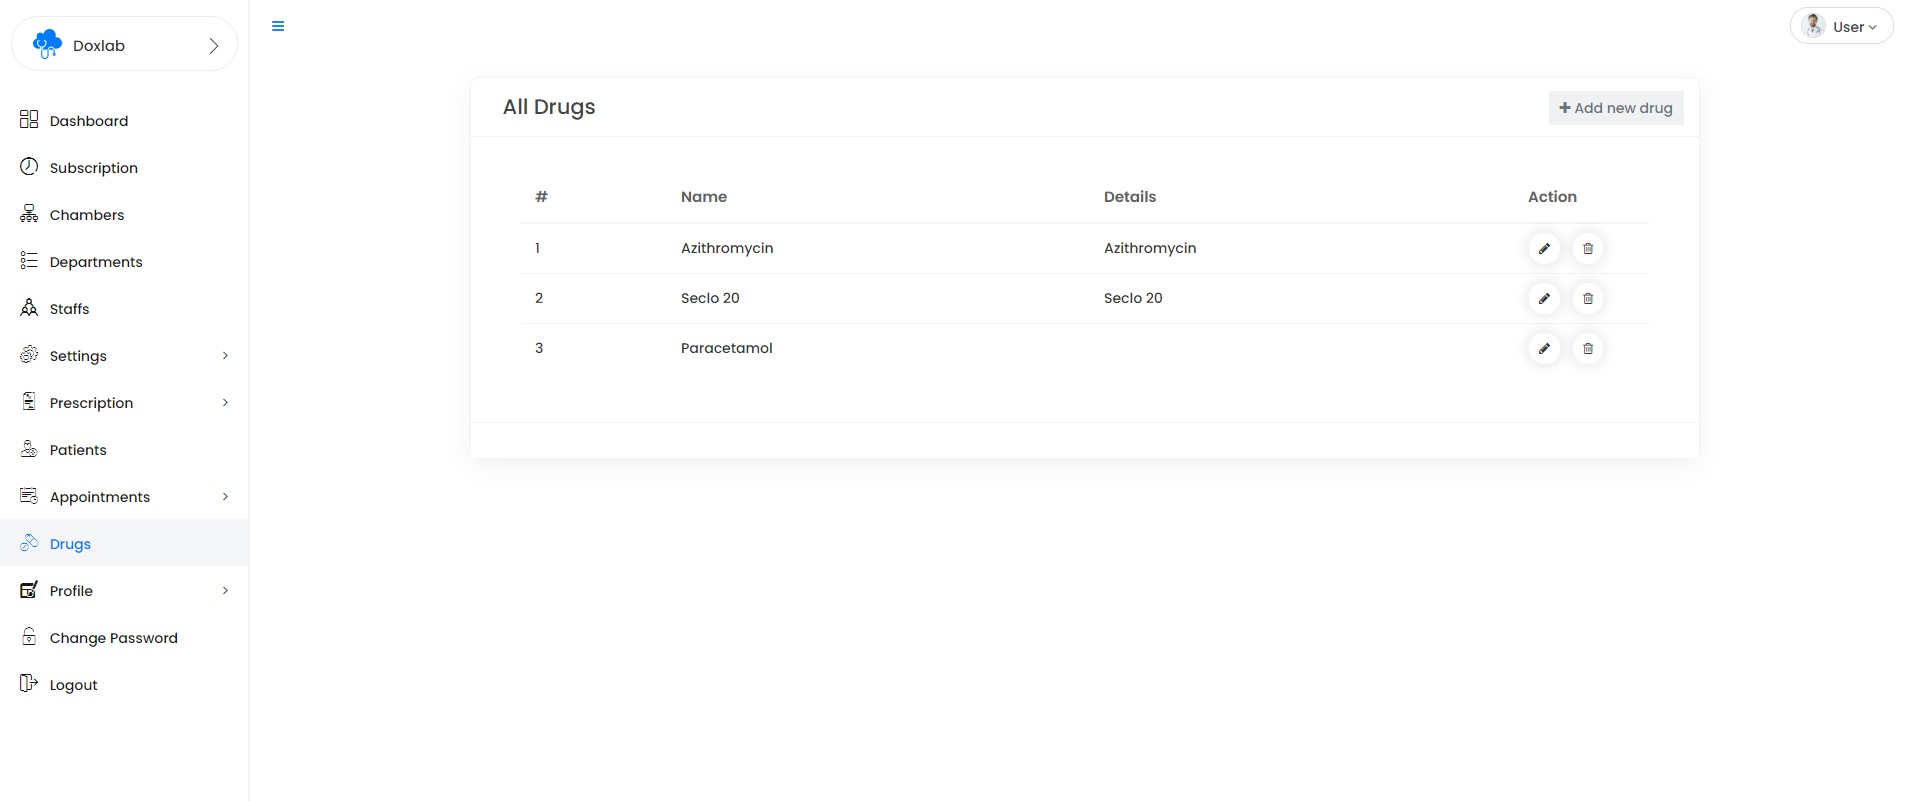 Doxlab
User
Dashboard
Subscription
Chambers
Departments
Staffs
Settings
Prescription
Patients
Appointments
Drugs
Profile
Change Password
Logout
All Drugs
Add new drug
# Name Details Action
1 Azithromycin Azithromycin
2 Seclo 20 Seclo 20
3 Paracetamol